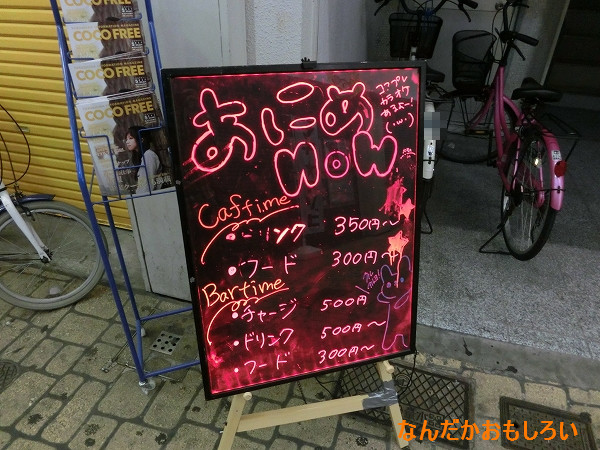 COCO FREE
COCO FREE
COCO FREE
あにめ
NOW
コスプレ
カラオケ
あるよー!
(・ω・)
Caffime
・ドリンク 350円〜
・フード 300円〜
Bartime
・チャージ 500円
・ドリンク 500円〜
・フード 300円〜
なんだかおもしろい